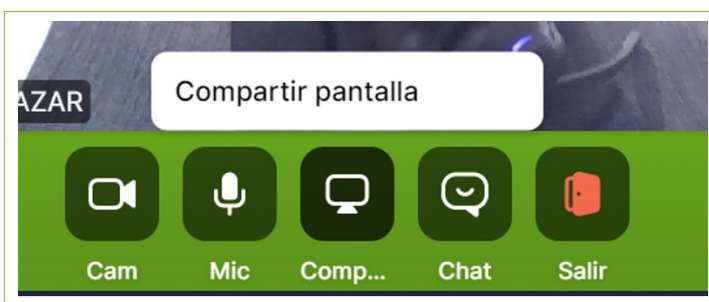 Compartir pantalla
AZAR
Cam Mic Comp... Chat Salir